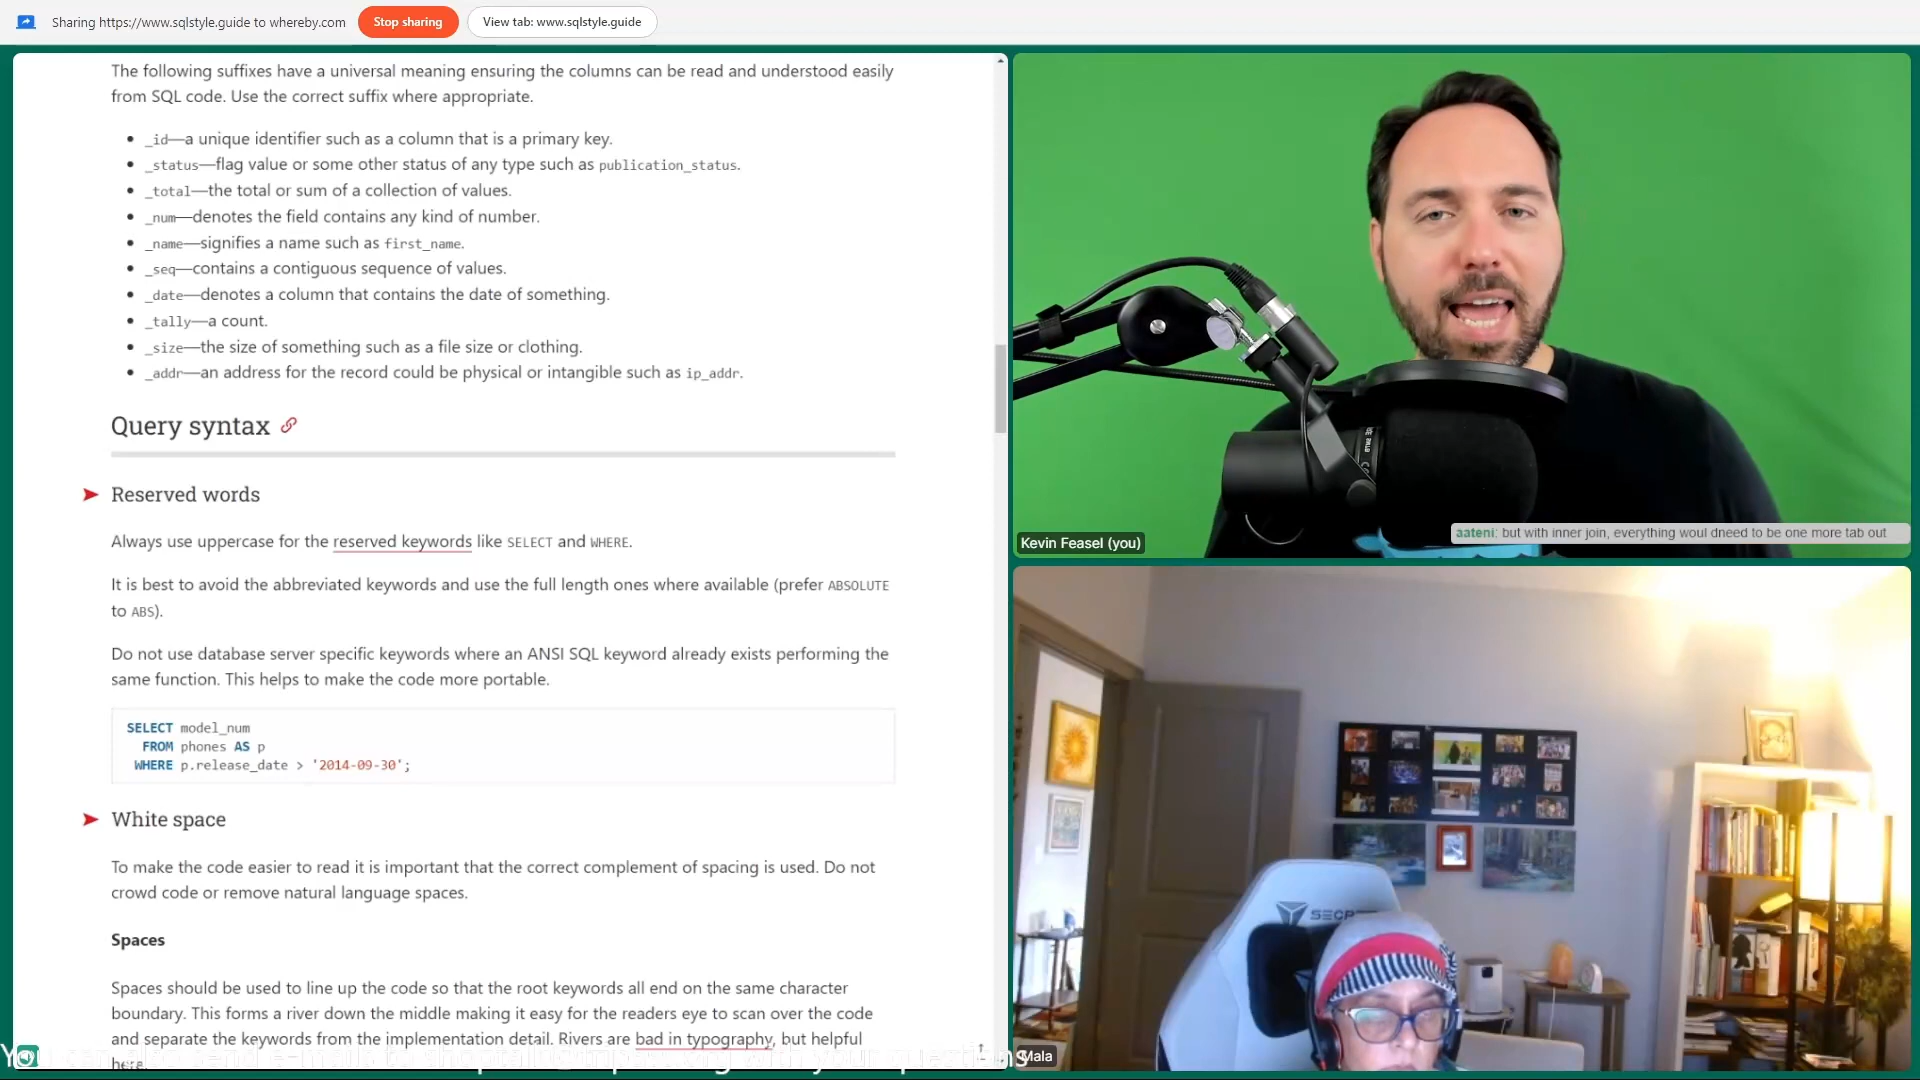 Sharing https://www.sqlstyle.guide to whereby.com
Stop sharing
View tab: www.sqlstyle.guide
The following suffixes have a universal meaning ensuring the columns can be read and understood easily
from SQL code. Use the correct suffix where appropriate.
_id—a unique identifier such as a column that is a primary key.
_status—flag value or some other status of any type such as publication_status.
_total—the total or sum of a collection of values.
_num—denotes the field contains any kind of number.
_name—signifies a name such as first_name.
_seq—contains a contiguous sequence of values.
_date—denotes a column that contains the date of something.
_tally—a count.
_size—the size of something such as a file size or clothing.
_addr—an address for the record could be physical or intangible such as ip_addr.
Query syntax
Reserved words
Always use uppercase for the reserved keywords like SELECT and WHERE.
It is best to avoid the abbreviated keywords and use the full length ones where available (prefer ABSOLUTE
to ABS).
Do not use database server specific keywords where an ANSI SQL keyword already exists performing the
same function. This helps to make the code more portable.
SELECT model_num
FROM phones AS p
WHERE p.release_date > '2014-09-30';
White space
To make the code easier to read it is important that the correct complement of spacing is used. Do not
crowd code or remove natural language spaces.
Spaces
Spaces should be used to line up the code so that the root keywords all end on the same character
boundary. This forms a river down the middle making it easy for the readers eye to scan over the code
and separate the keywords from the implementation detail. Rivers are bad in typography, but helpful
here.
with your questions
Kevin Feasel (you)
aateni: but with inner join, everything woul dneed to be one more tab out
Mala